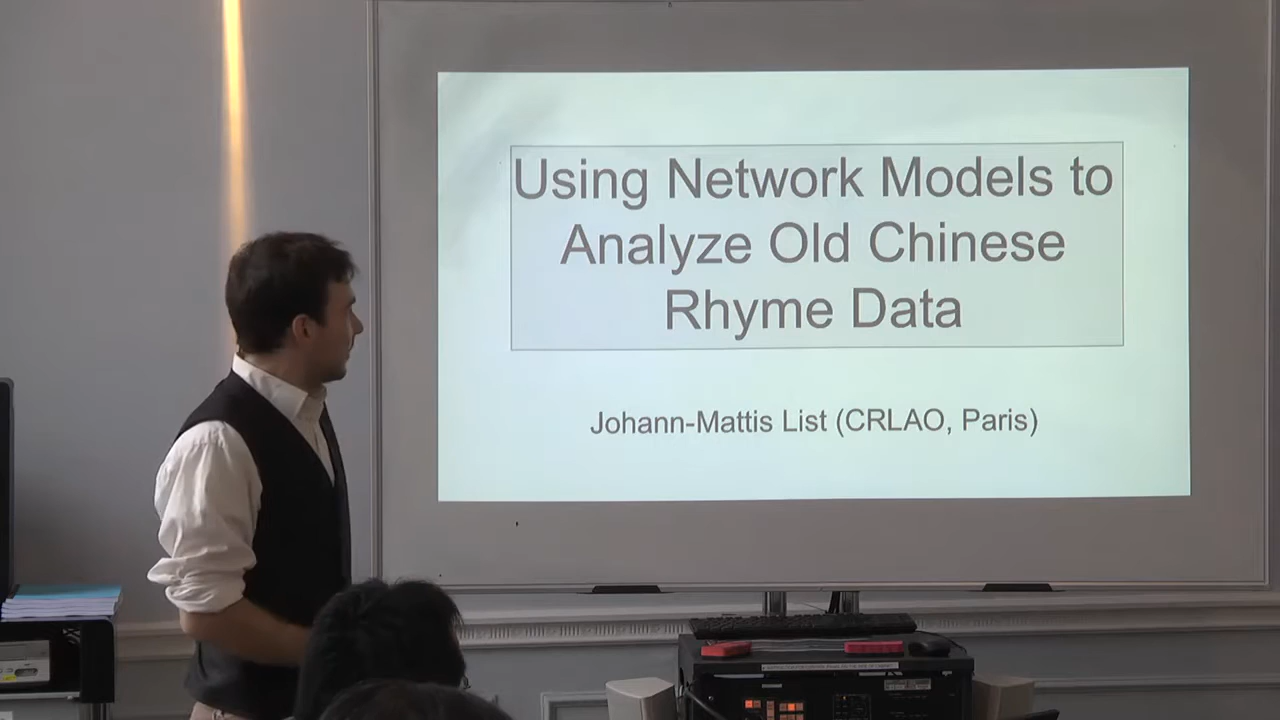 Using Network Models to
Analyze Old Chinese
Rhyme Data
Johann-Mattis List (CRLAO, Paris)